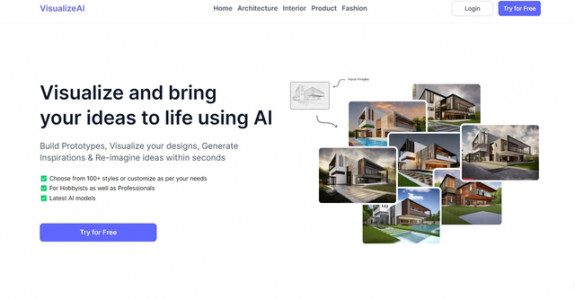 VisualizeAI
Home Architecture Interior Product Fashion
Login
Try for Free
Visualize and bring
your ideas to life using AI
Build Prototypes, Visualize your designs, Generate
Inspirations & Re-imagine ideas within seconds
Choose from 100+ styles or customize as per your needs
For Hobbyists as well as Professionals
Latest AI models
Try for Free